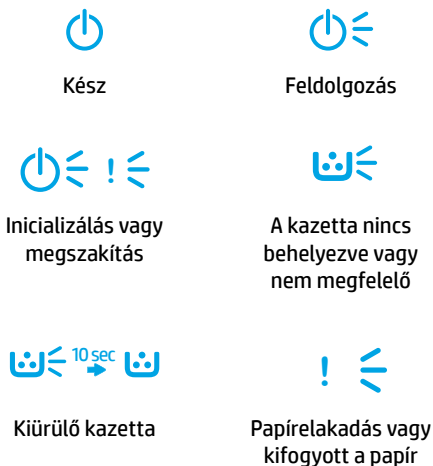 Kész
Feldolgozás
!
Inicializálás vagy
megszakítás
A kazetta nincs
behelyezve vagy
nem megfelelő
10 sec
Kiürülő kazetta
!
Papírelakadás vagy
kifogyott a papír